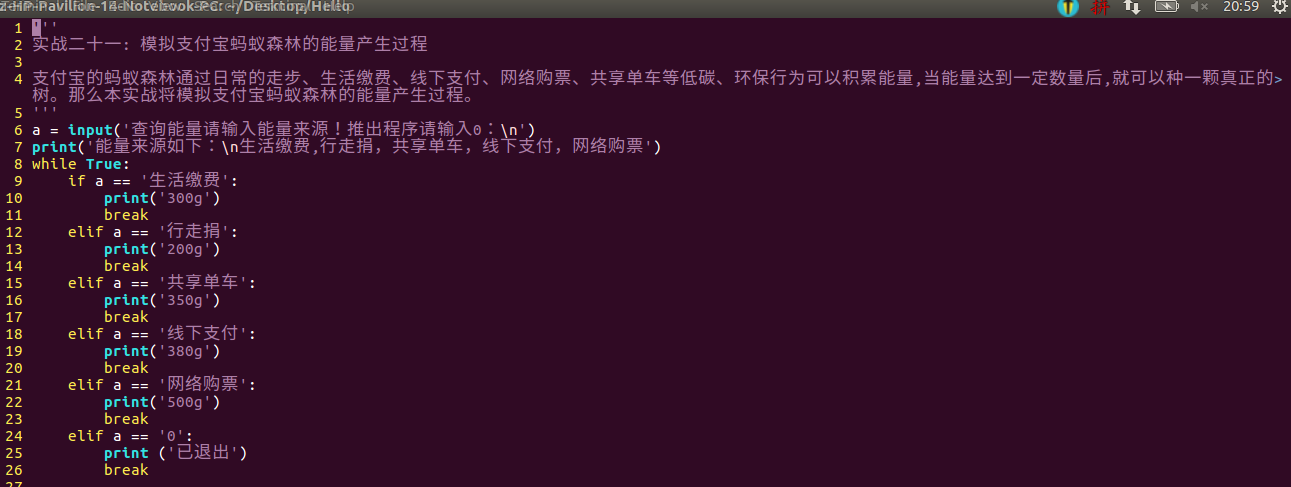 20:59
1 '''
2 实战二十一: 模拟支付宝蚂蚁森林的能量产生过程
3
4 支付宝的蚂蚁森林通过日常的走步、生活缴费、线下支付、网络购票、共享单车等低碳、环保行为可以积累能量,当能量达到一定数量后,就可以种一颗真正的>
树。那么本实战将模拟支付宝蚂蚁森林的能量产生过程。
5 '''
6 a = input('查询能量请输入能量来源！推出程序请输入0：\n')
7 print('能量来源如下：\n生活缴费,行走捐，共享单车，线下支付，网络购票')
8 while True:
9     if a == '生活缴费':
10         print('300g')
11         break
12     elif a == '行走捐':
13         print('200g')
14         break
15     elif a == '共享单车':
16         print('350g')
17         break
18     elif a == '线下支付':
19         print('380g')
20         break
21     elif a == '网络购票':
22         print('500g')
23         break
24     elif a == '0':
25         print ('已退出')
26         break
27